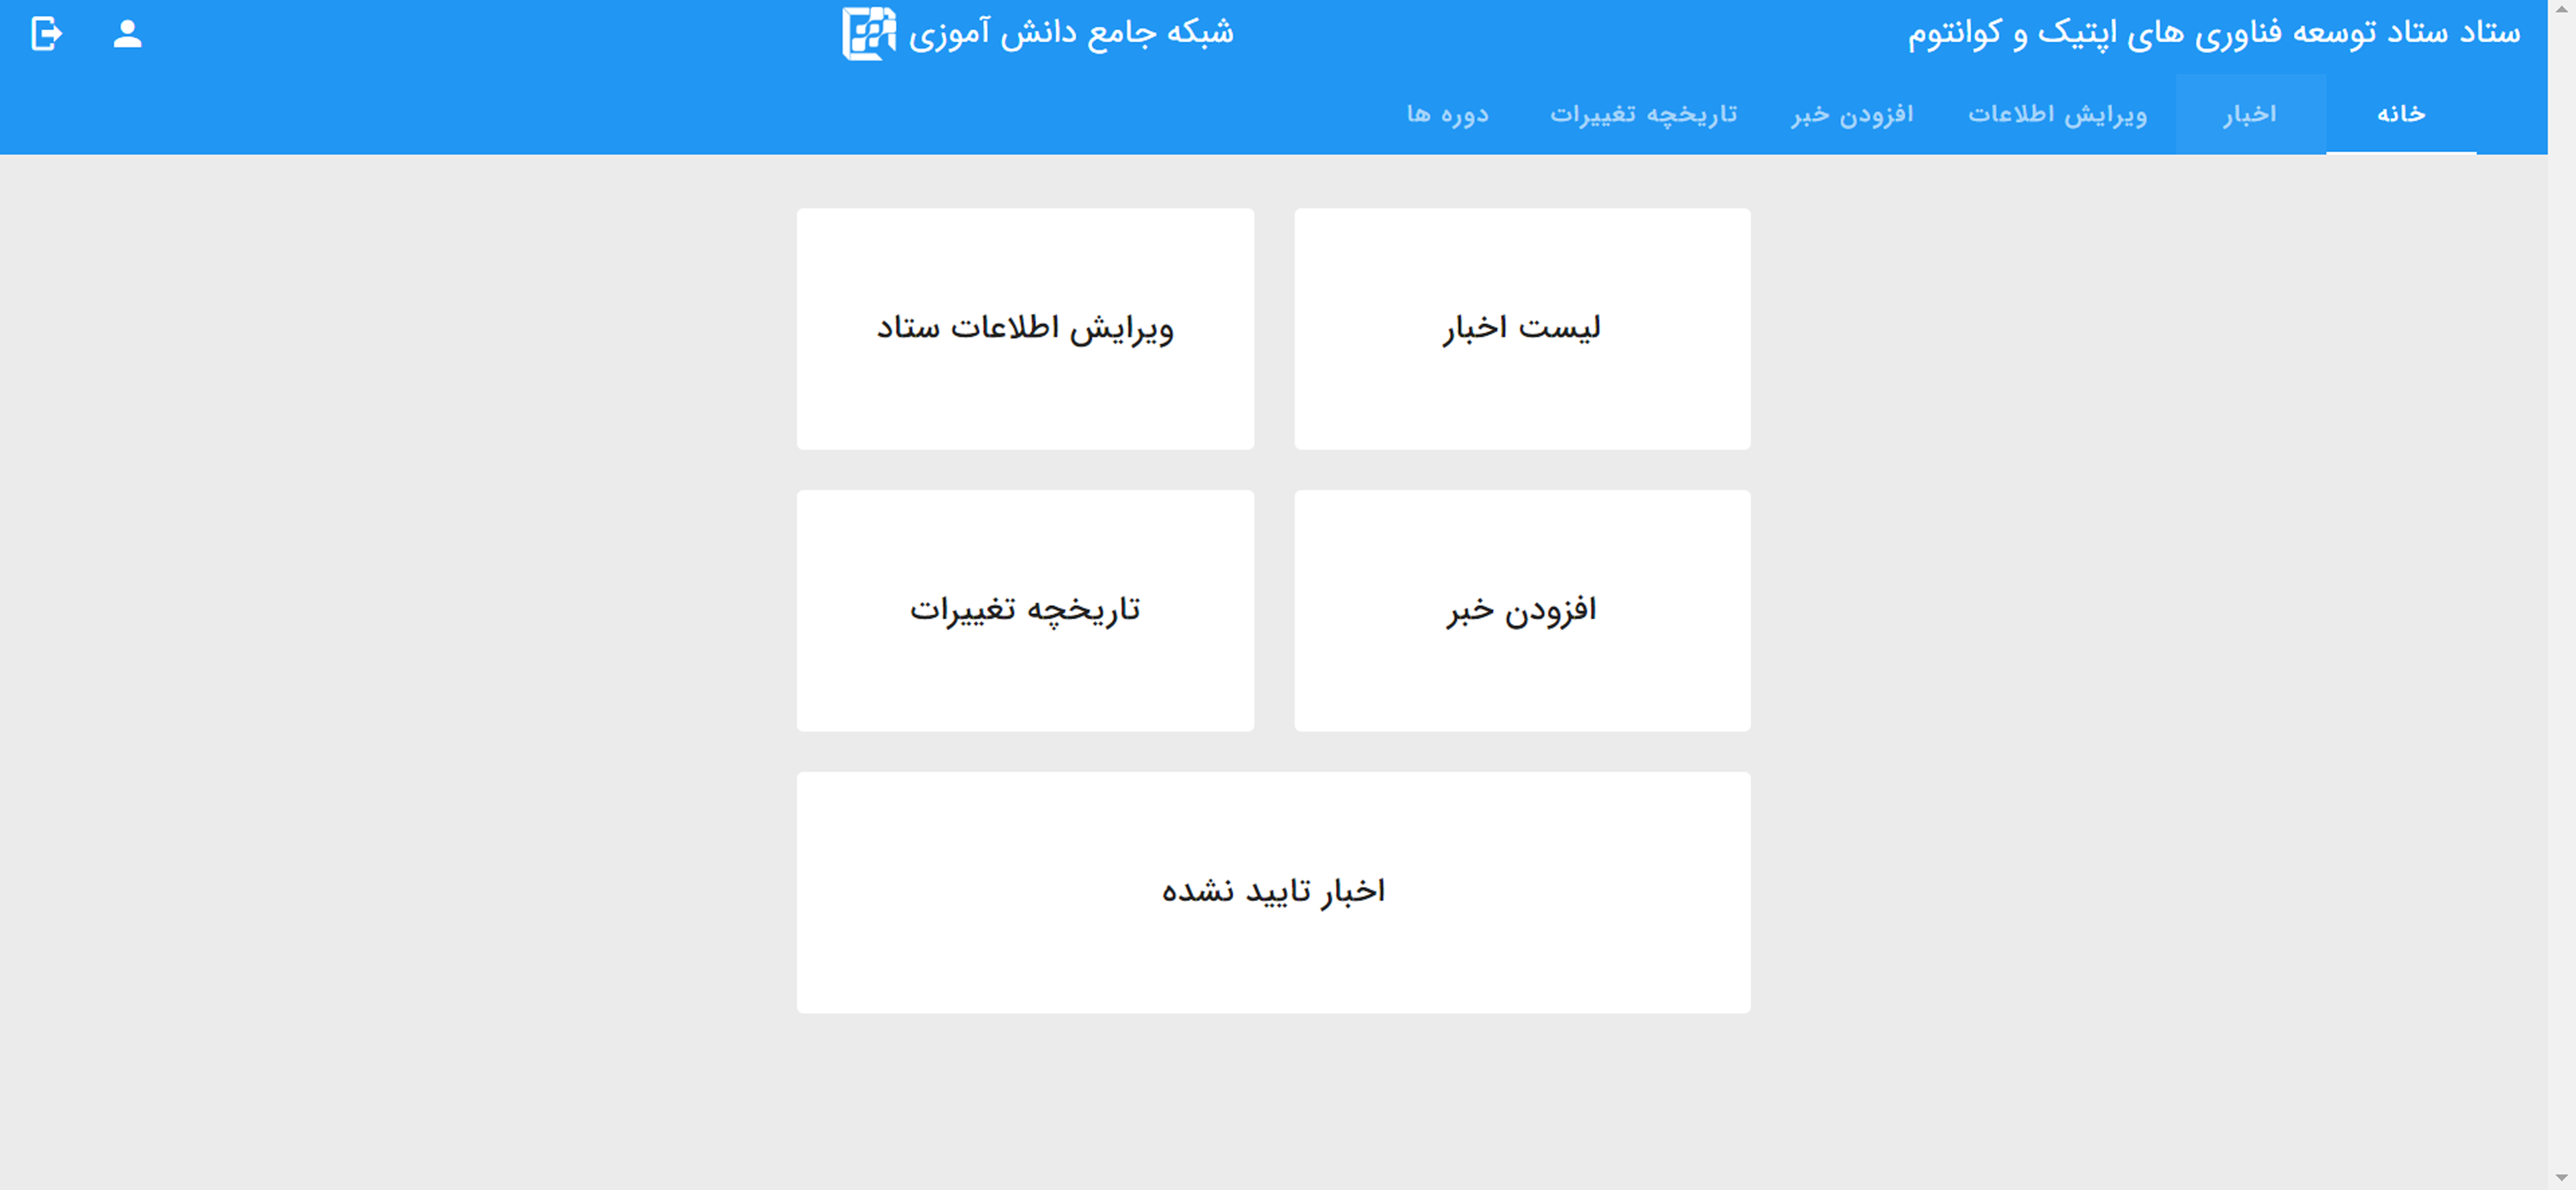 ستاد ستاد توسعه فناوری های اپتیک و کوانتوم
شبکه جامع دانش آموزی
خانه
اخبار
ویرایش اطلاعات
افزودن خبر
تاریخچه تغییرات
دوره ها
لیست اخبار
ویرایش اطلاعات ستاد
افزودن خبر
تاریخچه تغییرات
اخبار تایید نشده